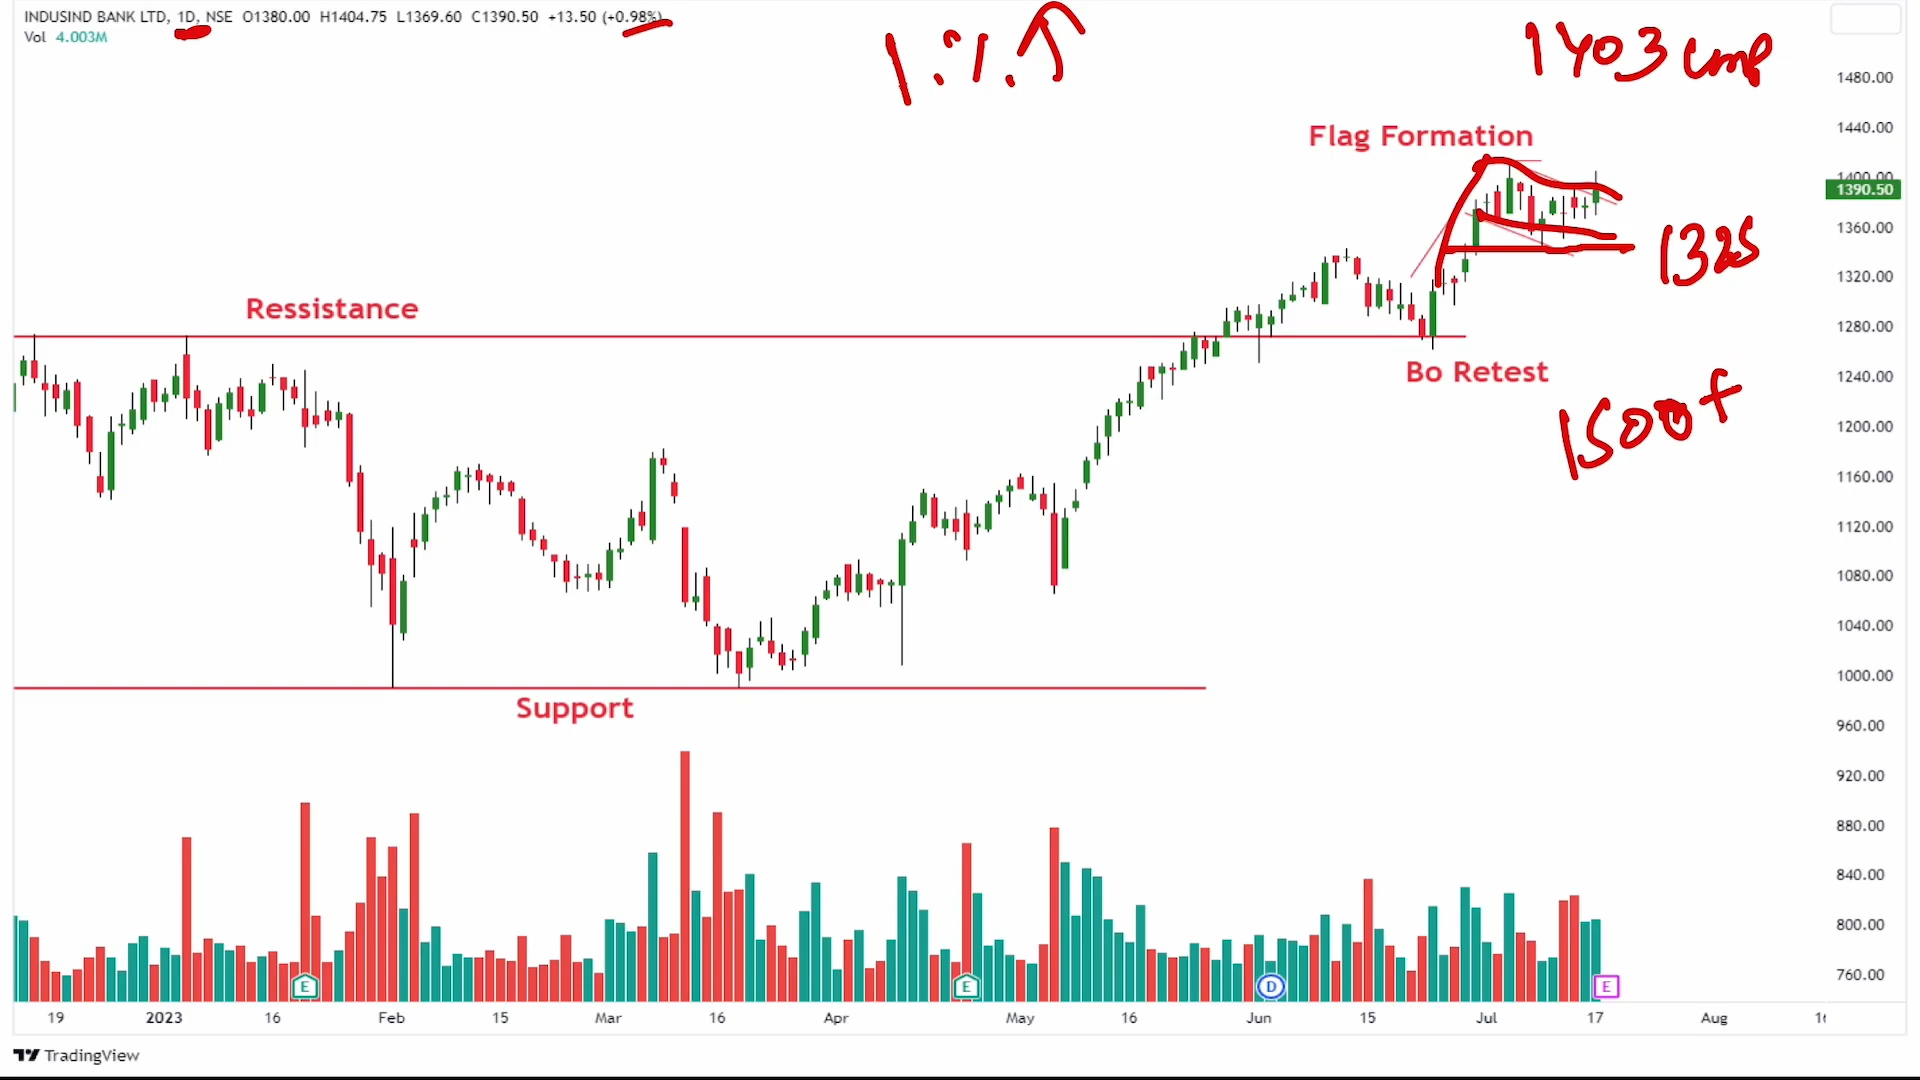 INDUSIND BANK LTD, 1D, NSE O1380.00 H1404.75 L1369.60 C1390.50 +13.50 (+0.98%)
Vol 4.003M
1.%.↑
1403 cmp
1480.00
1440.00
Flag Formation
1400.00
1390.50
1360.00
1325
1320.00
Ressistance
1280.00
Bo Retest
1240.00
1500+
1200.00
1160.00
1120.00
1080.00
1040.00
1000.00
Support
960.00
920.00
880.00
840.00
800.00
760.00
E E D E
19 2023 16 Feb 15 Mar 16 Apr May 16 Jun 15 Jul 17 Aug
TradingView